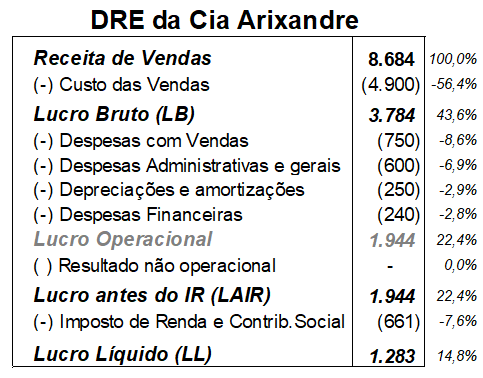 DRE da Cia Arixandre
Receita de Vendas 8.684 100,0%
(-) Custo das Vendas (4.900) -56,4%
Lucro Bruto (LB) 3.784 43,6%
(-) Despesas com Vendas (750) -8,6%
(-) Despesas Administrativas e gerais (600) -6,9%
(-) Depreciações e amortizações (250) -2,9%
(-) Despesas Financeiras (240) -2,8%
Lucro Operacional 1.944 22,4%
( ) Resultado não operacional - 0,0%
Lucro antes do IR (LAIR) 1.944 22,4%
(-) Imposto de Renda e Contrib.Social (661) -7,6%
Lucro Líquido (LL) 1.283 14,8%